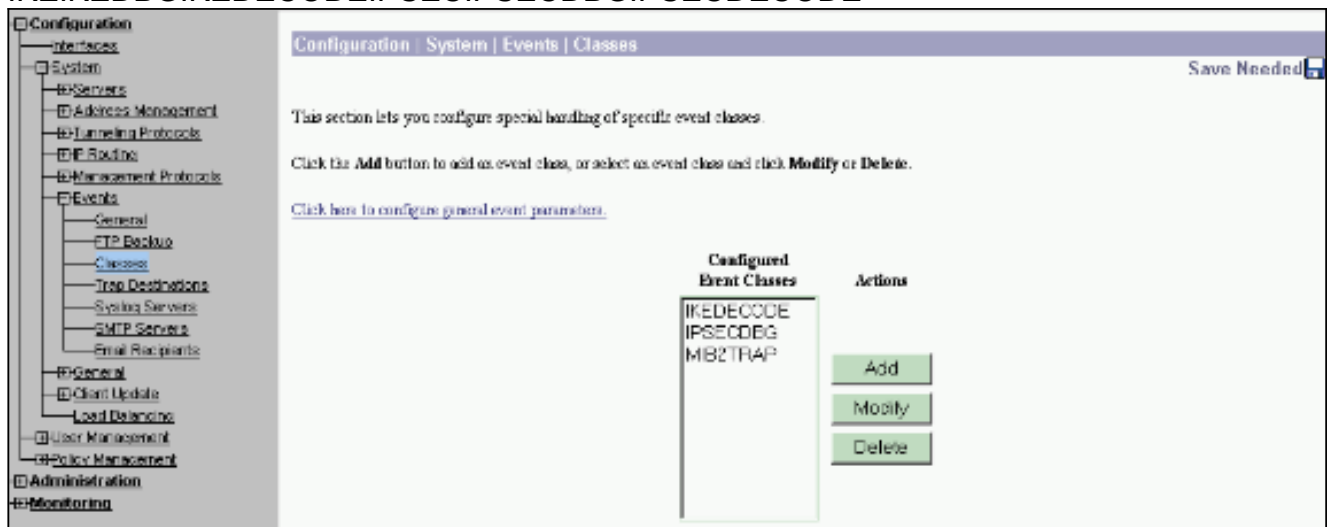 Configuration
Interfaces
System
Servers
Address Management
Tunneling Protocols
IP Routing
Management Protocols
Events
General
FTP Backup
Classes
Trap Destinations
Syslog Servers
SMTP Servers
Email Recipients
General
Client Update
Load Balancing
User Management
Policy Management
Administration
Monitoring
Configuration | System | Events | Classes
Save Needed
This section lets you configure special handling of specific event classes.
Click the Add button to add an event class, or select an event class and click Modify or Delete.
Click here to configure general event parameters.
Configured
Event Classes
Actions
IKEDECODE
IPSECDBG
MIB2TRAP
Add
Modify
Delete